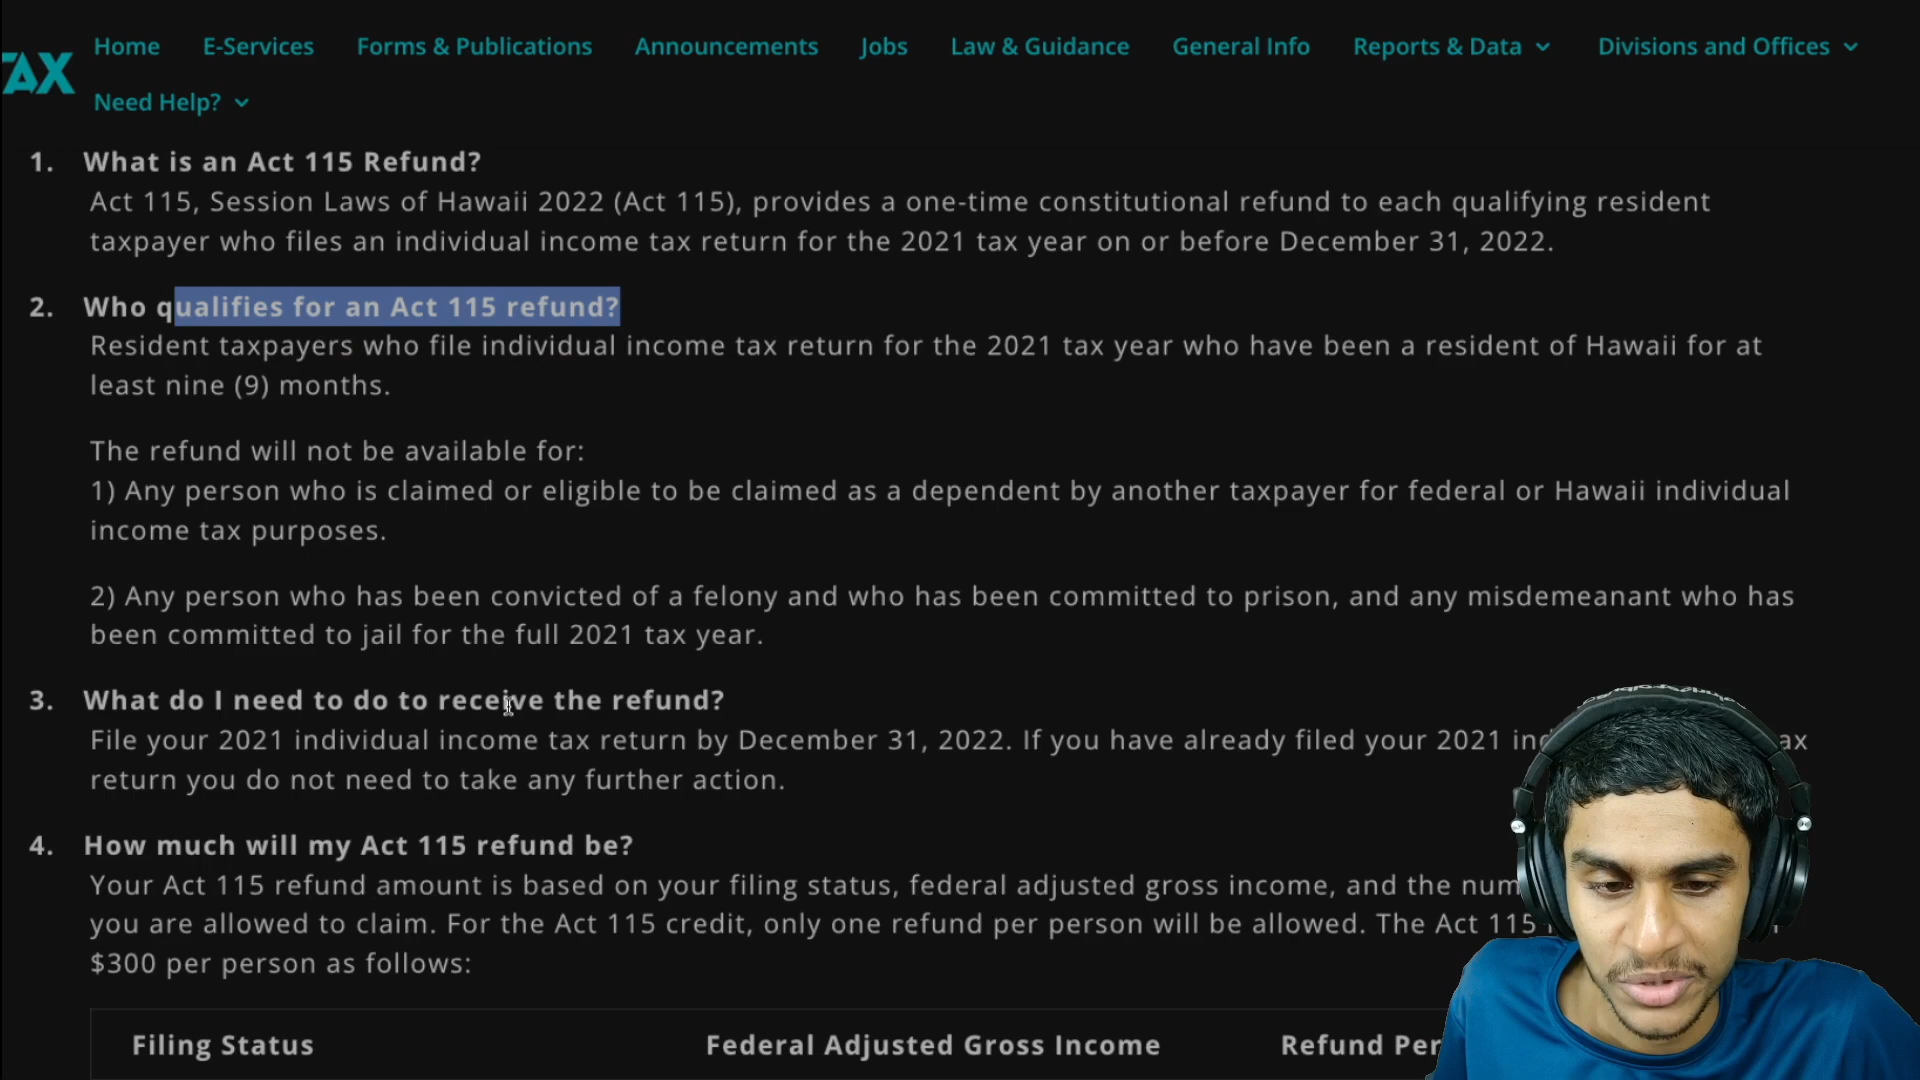 TAX
Home E-Services Forms & Publications Announcements Jobs Law & Guidance General Info Reports & Data Divisions and Offices
Need Help?
1. What is an Act 115 Refund?
Act 115, Session Laws of Hawaii 2022 (Act 115), provides a one-time constitutional refund to each qualifying resident
taxpayer who files an individual income tax return for the 2021 tax year on or before December 31, 2022.
2. Who qualifies for an Act 115 refund?
Resident taxpayers who file individual income tax return for the 2021 tax year who have been a resident of Hawaii for at
least nine (9) months.
The refund will not be available for:
1) Any person who is claimed or eligible to be claimed as a dependent by another taxpayer for federal or Hawaii individual
income tax purposes.
2) Any person who has been convicted of a felony and who has been committed to prison, and any misdemeanant who has
been committed to jail for the full 2021 tax year.
3. What do I need to do to receive the refund?
File your 2021 individual income tax return by December 31, 2022. If you have already filed your 2021
return you do not need to take any further action.
4. How much will my Act 115 refund be?
Your Act 115 refund amount is based on your filing status, federal adjusted gross income, and the
you are allowed to claim. For the Act 115 credit, only one refund per person will be allowed. The Act 115
$300 per person as follows:
Filing Status Federal Adjusted Gross Income Refund